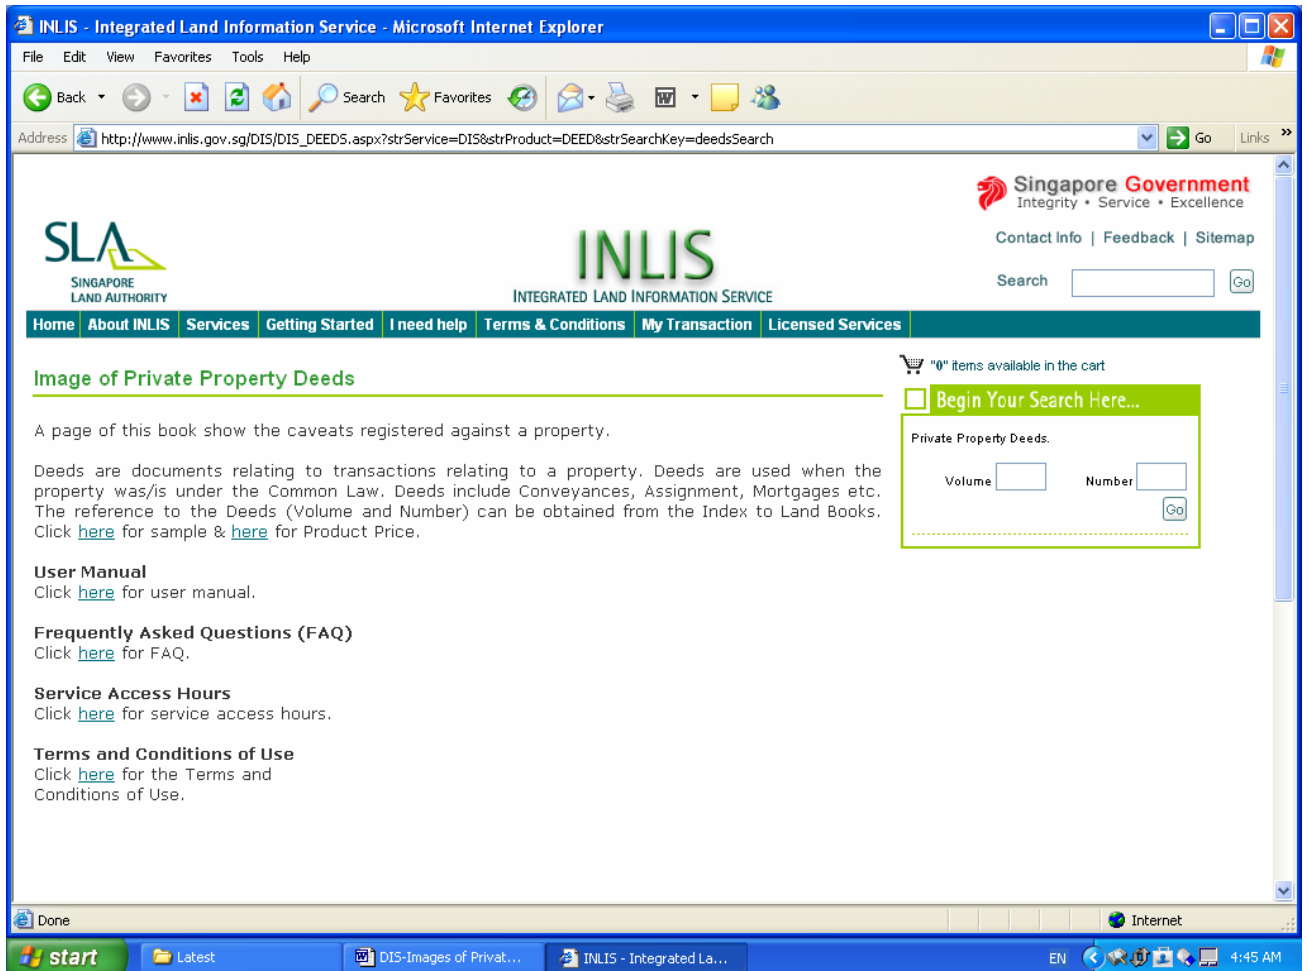 INLIS - Integrated Land Information Service - Microsoft Internet Explorer
File Edit View Favorites Tools Help
Back Search Favorites
Address http://www.inlis.gov.sg/DIS/DIS_DEEDS.aspx?strService=DIS&strProduct=DEED&strSearchKey=deedsSearch Go Links »
Singapore Government
Integrity • Service • Excellence
Contact Info | Feedback | Sitemap
Search Go
SLA
SINGAPORE
LAND AUTHORITY
INLIS
INTEGRATED LAND INFORMATION SERVICE
Home About INLIS Services Getting Started I need help Terms & Conditions My Transaction Licensed Services
"0" items available in the cart
Image of Private Property Deeds
A page of this book show the caveats registered against a property.
Deeds are documents relating to transactions relating to a property. Deeds are used when the
property was/is under the Common Law. Deeds include Conveyances, Assignment, Mortgages etc.
The reference to the Deeds (Volume and Number) can be obtained from the Index to Land Books.
Click here for sample & here for Product Price.
User Manual
Click here for user manual.
Frequently Asked Questions (FAQ)
Click here for FAQ.
Service Access Hours
Click here for service access hours.
Terms and Conditions of Use
Click here for the Terms and
Conditions of Use.
Begin Your Search Here...
Private Property Deeds.
Volume Number
Go
Done Internet
start Latest DIS-Images of Privat... INLIS - Integrated La... EN 4:45 AM